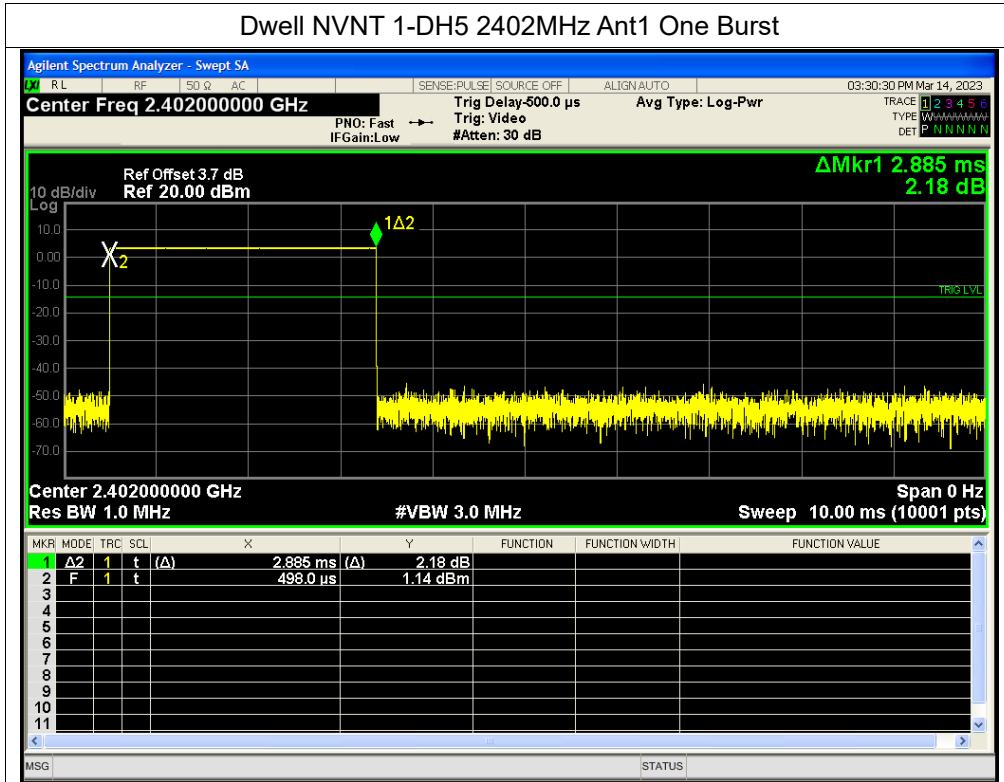 Dwell NVNT 1-DH5 2402MHz Ant1 One Burst
Agilent Spectrum Analyzer - Swept SA
LXI RL RF 50 Ω AC SENSE:PULSE SOURCE OFF ALIGN AUTO 03:30:30 PM Mar 14, 2023
Center Freq 2.402000000 GHz Trig Delay-500.0 µs Avg Type: Log-Pwr TRACE 1 2 3 4 5 6
PNO: Fast Trig: Video TYPE WWWWWW
IFGain:Low #Atten: 30 dB DET P N N N N N
ΔMkr1 2.885 ms
2.18 dB
Ref Offset 3.7 dB
10 dB/div Ref 20.00 dBm
Log
10.0
1Δ2
0.00
2
-10.0
TRIG LVL
-20.0
-30.0
-40.0
-50.0
-60.0
-70.0
Center 2.402000000 GHz Span 0 Hz
Res BW 1.0 MHz #VBW 3.0 MHz Sweep 10.00 ms (10001 pts)
MKR MODE TRC SCL X Y FUNCTION FUNCTION WIDTH FUNCTION VALUE
1 Δ2 1 t (Δ) 2.885 ms (Δ) 2.18 dB
2 F 1 t 498.0 µs 1.14 dBm
3
4
5
6
7
8
9
10
11
MSG STATUS